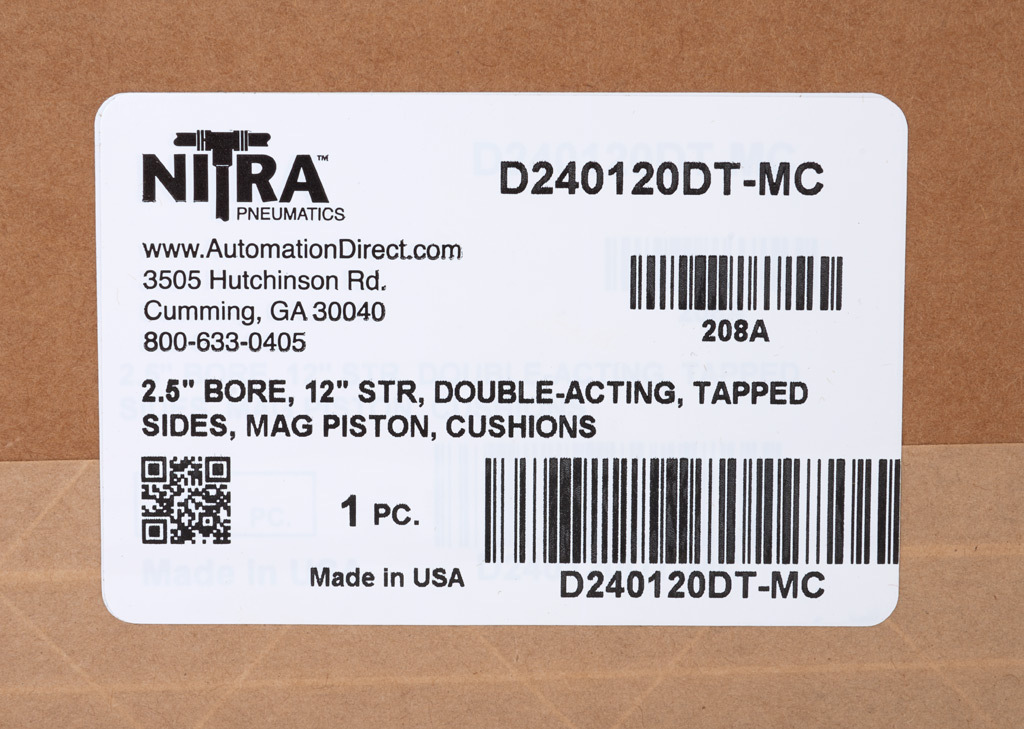 NITRA™
PNEUMATICS
D240120DT-MC
www.AutomationDirect.com
3505 Hutchinson Rd.
Cumming, GA 30040
800-633-0405
208A
2.5" BORE, 12" STR, DOUBLE-ACTING, TAPPED
SIDES, MAG PISTON, CUSHIONS
1 PC.
Made in USA
D240120DT-MC